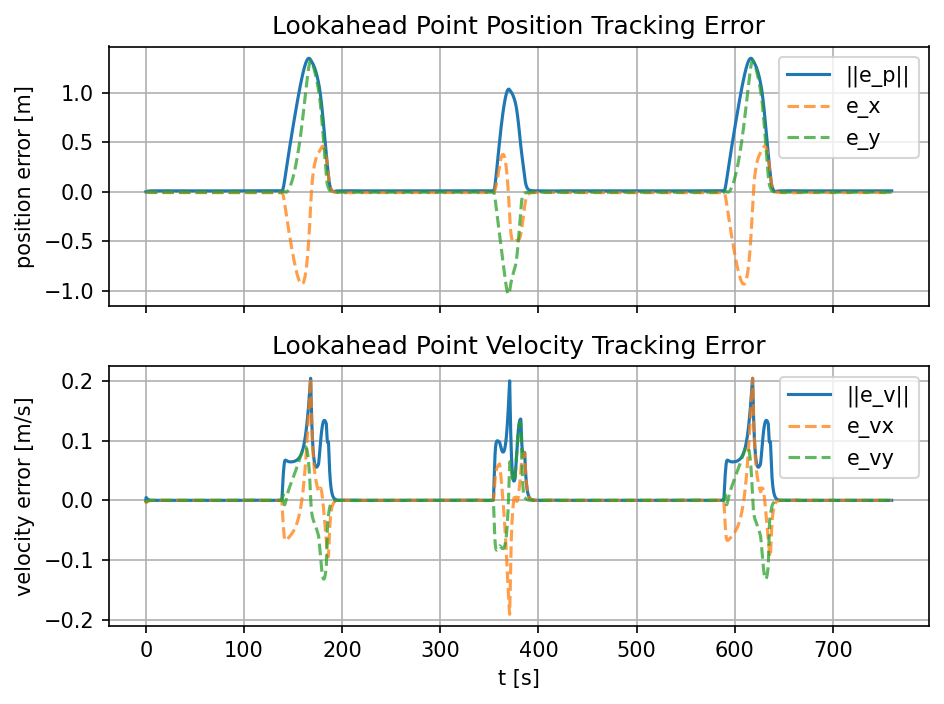 Lookahead Point Position Tracking Error
position error [m]
1.0
0.5
0.0
−0.5
−1.0
||e_p||
e_x
e_y
Lookahead Point Velocity Tracking Error
velocity error [m/s]
0.2
0.1
0.0
−0.1
−0.2
||e_v||
e_vx
e_vy
0 100 200 300 400 500 600 700
t [s]